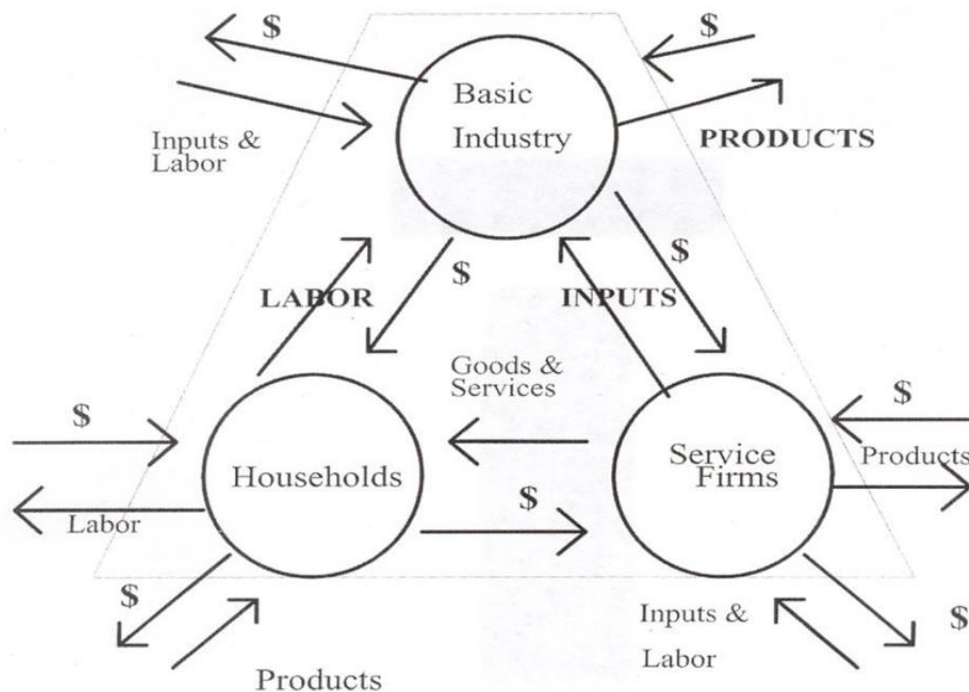 $
$
Basic
Industry
Inputs &
Labor
PRODUCTS
$
$
LABOR
INPUTS
Goods &
Services
$
$
Households
Service
Firms
Products
$
Labor
$
Inputs &
Labor
$
Products